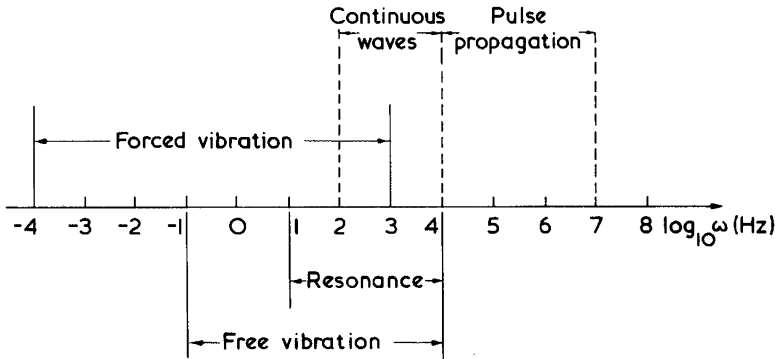 Continuous waves
Pulse propagation
Forced vibration
-4 -3 -2 -1 0 1 2 3 4 5 6 7 8 log10 ω (Hz)
Resonance
Free vibration